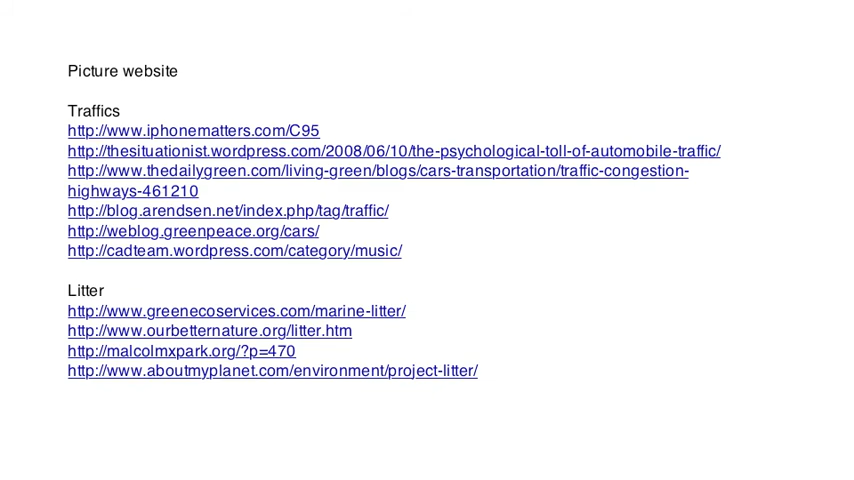 Picture website
Traffics
http://www.iphonematters.com/C95
http://thesituationist.wordpress.com/2008/06/10/the-psychological-toll-of-automobile-traffic/
http://www.thedailygreen.com/living-green/blogs/cars-transportation/traffic-congestion-
highways-461210
http://blog.arendsen.net/index.php/tag/traffic/
http://weblog.greenpeace.org/cars/
http://cadteam.wordpress.com/category/music/
Litter
http://www.greenecoservices.com/marine-litter/
http://www.ourbetternature.org/litter.htm
http://malcolmxpark.org/?p=470
http://www.aboutmyplanet.com/environment/project-litter/